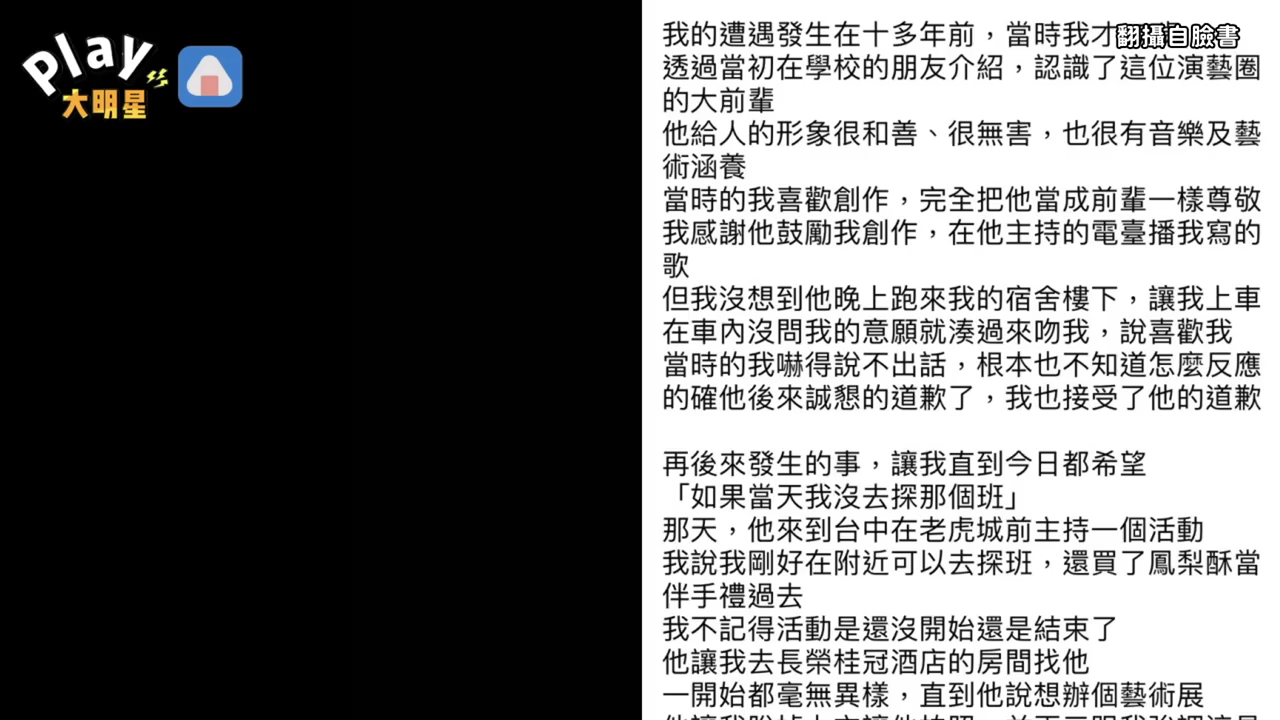 Play
大明星
翻攝自臉書
我的遭遇發生在十多年前，當時我才
透過當初在學校的朋友介紹，認識了這位演藝圈
的大前輩
他給人的形象很和善、很無害，也很有音樂及藝
術涵養
當時的我喜歡創作，完全把他當成前輩一樣尊敬
我感謝他鼓勵我創作，在他主持的電臺播我寫的
歌
但我沒想到他晚上跑來我的宿舍樓下，讓我上車
在車內沒問我的意願就湊過來吻我，說喜歡我
當時的我嚇得說不出話，根本也不知道怎麼反應
的確他後來誠懇的道歉了，我也接受了他的道歉
再後來發生的事，讓我直到今日都希望
「如果當天我沒去探那個班」
那天，他來到台中在老虎城前主持一個活動
我說我剛好在附近可以去探班，還買了鳳梨酥當
伴手禮過去
我不記得活動是還沒開始還是結束了
他讓我去長榮桂冠酒店的房間找他
一開始都毫無異樣，直到他說想辦個藝術展